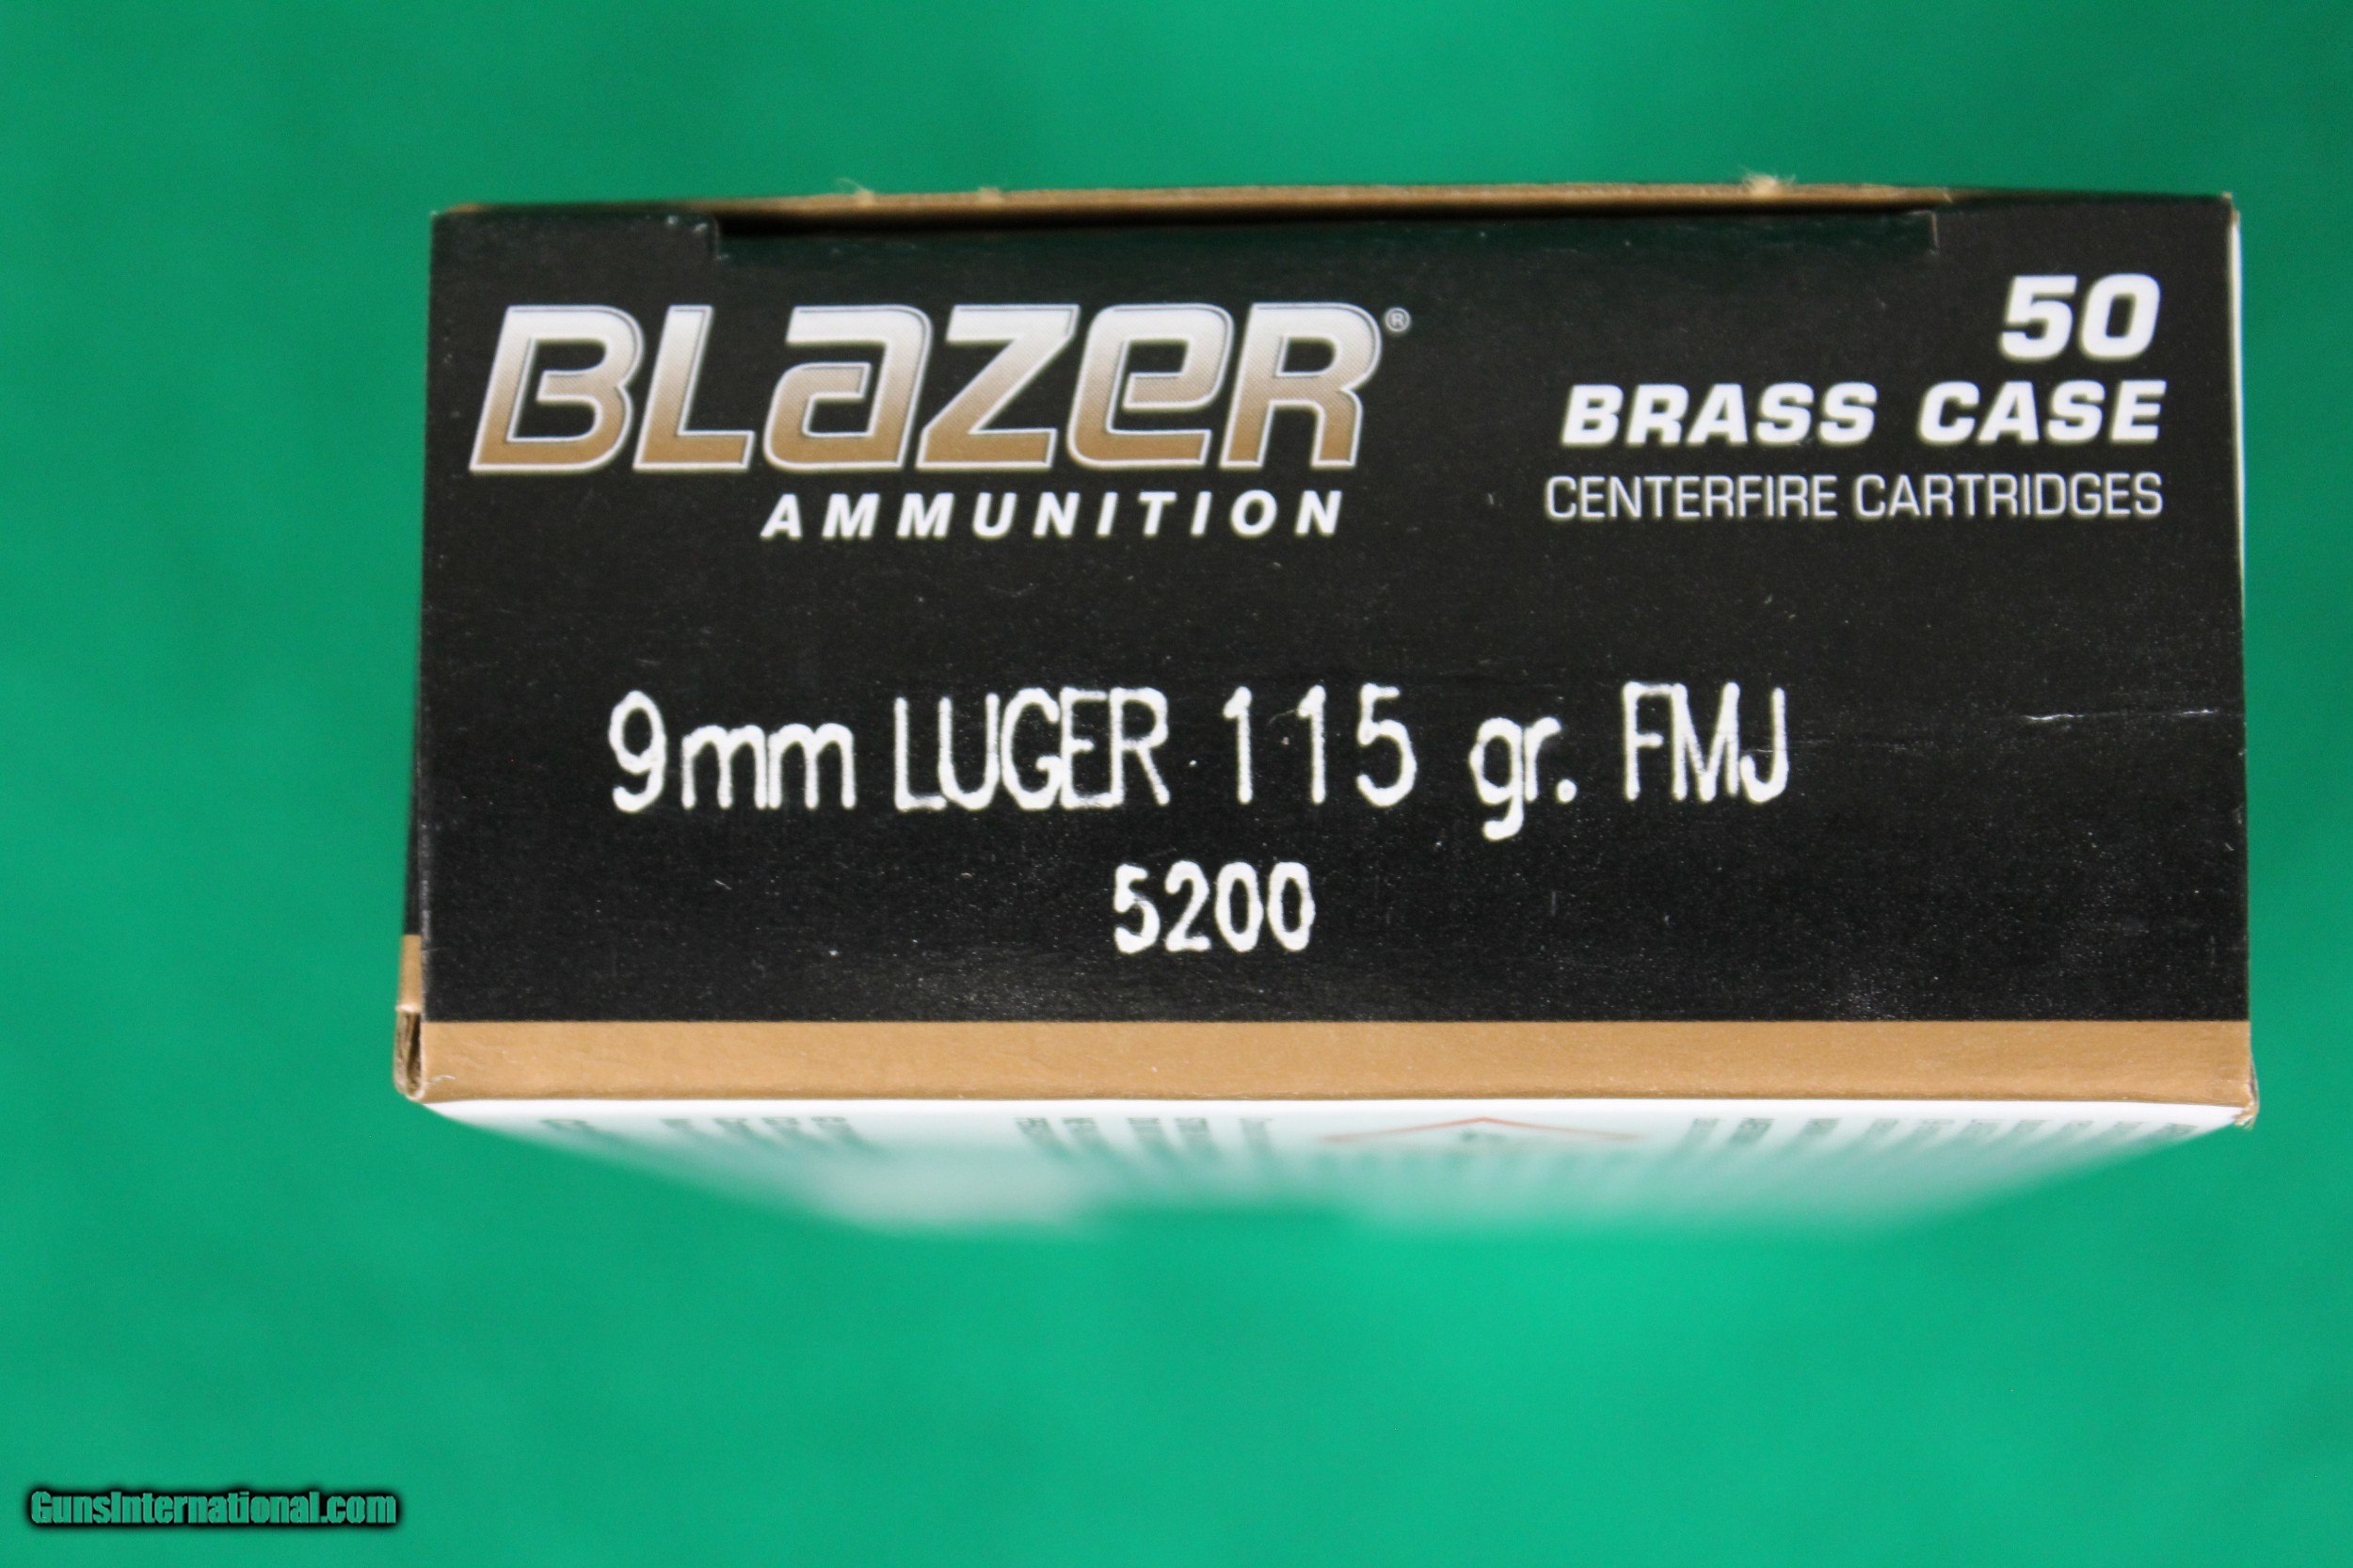 BLazeR®
AMMUNITION
50
BRASS CASE
CENTERFIRE CARTRIDGES
9mm LUGER 115 gr. FMJ
5200
GunsInternational.com